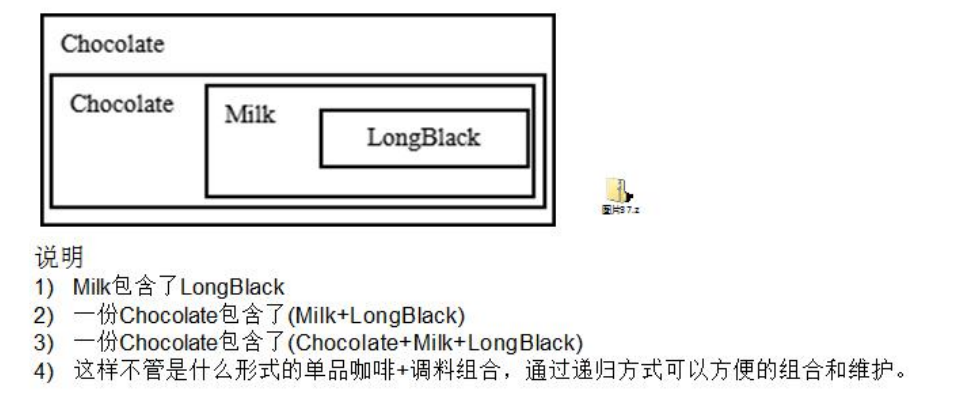 Chocolate
Chocolate
Milk
LongBlack
图片37.z
说明
1) Milk包含了LongBlack
2) 一份Chocolate包含了(Milk+LongBlack)
3) 一份Chocolate包含了(Chocolate+Milk+LongBlack)
4) 这样不管是什么形式的单品咖啡+调料组合，通过递归方式可以方便的组合和维护。